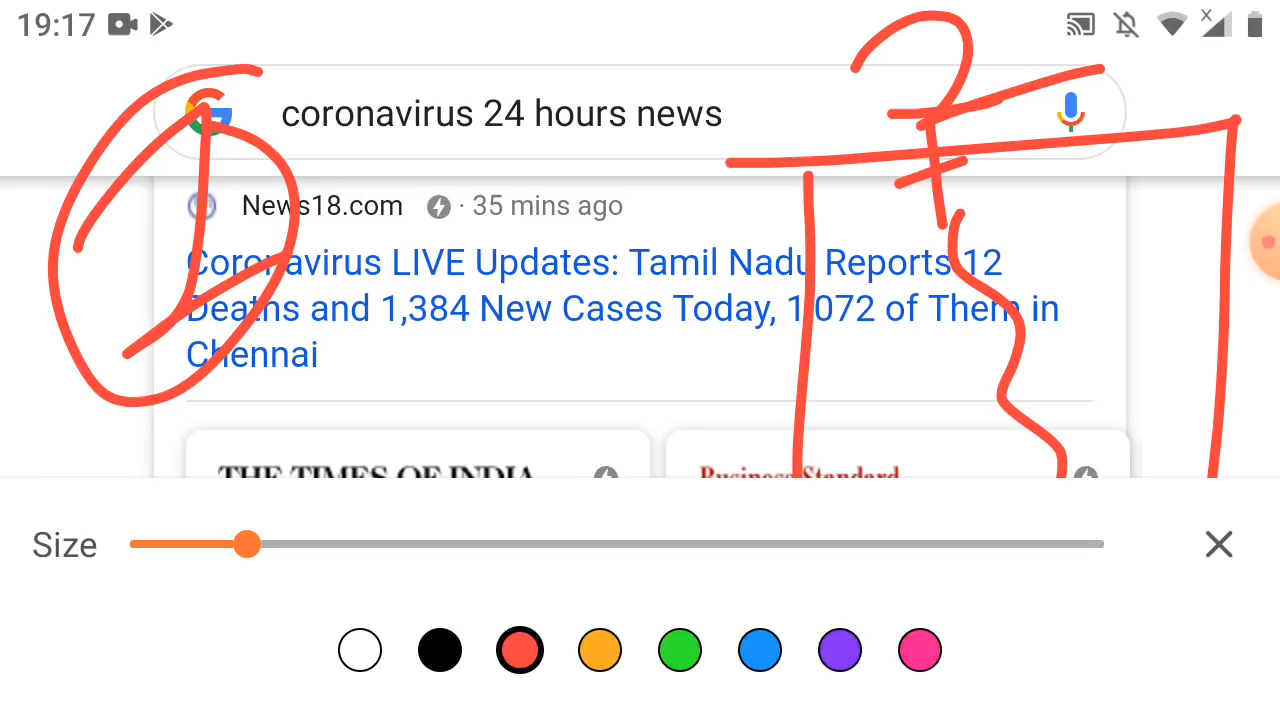 19:17
coronavirus 24 hours news
News18.com · 35 mins ago
Coronavirus LIVE Updates: Tamil Nadu Reports 12
Deaths and 1,384 New Cases Today, 1,072 of Them in
Chennai
THE TIMES OF INDIA
Business Standard
Size